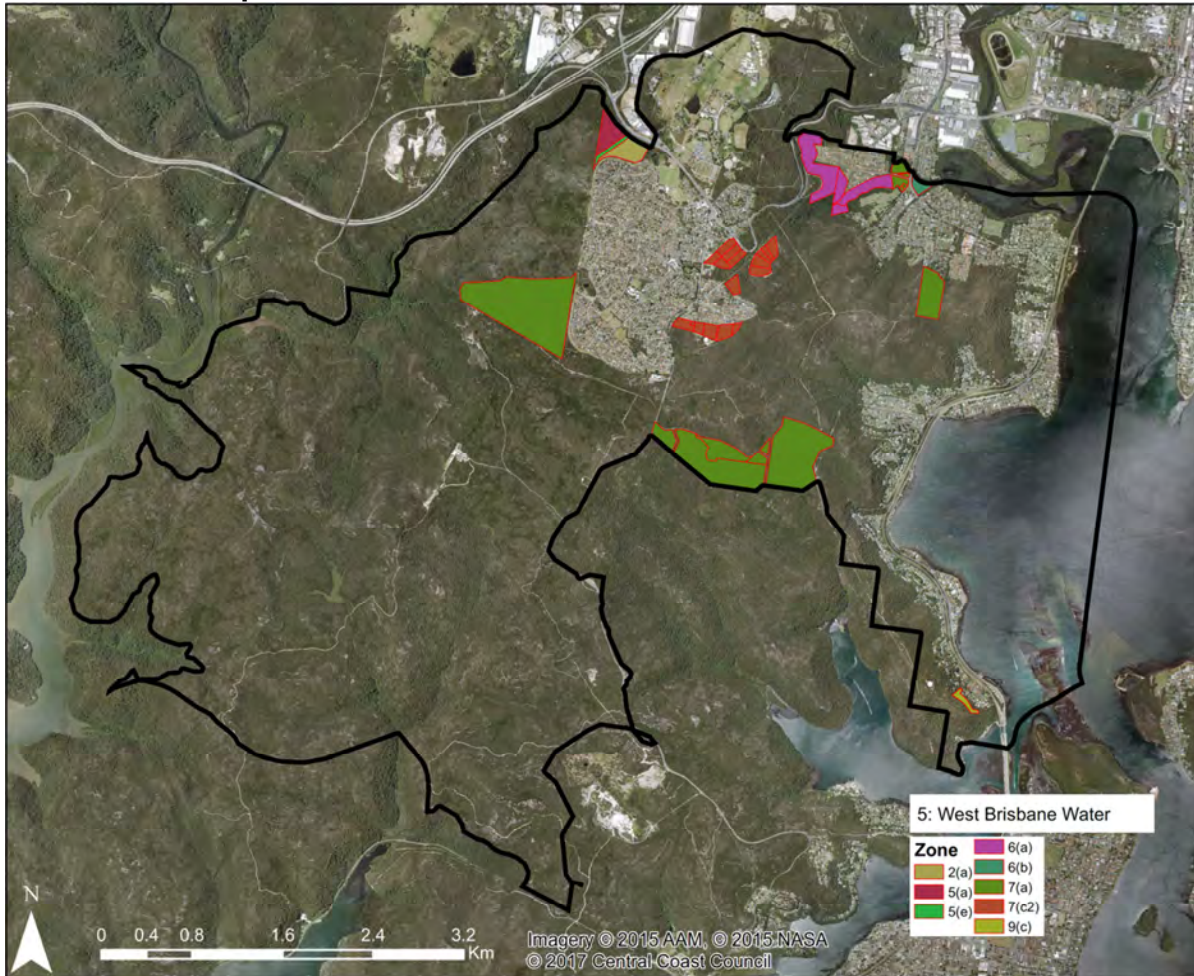 5: West Brisbane Water
Zone
2(a)
5(a)
5(e)
6(a)
6(b)
7(a)
7(c2)
9(c)
N
0 0.4 0.8 1.6 2.4 3.2
Km
Imagery © 2015 AAM, © 2015 NASA
© 2017 Central Coast Council